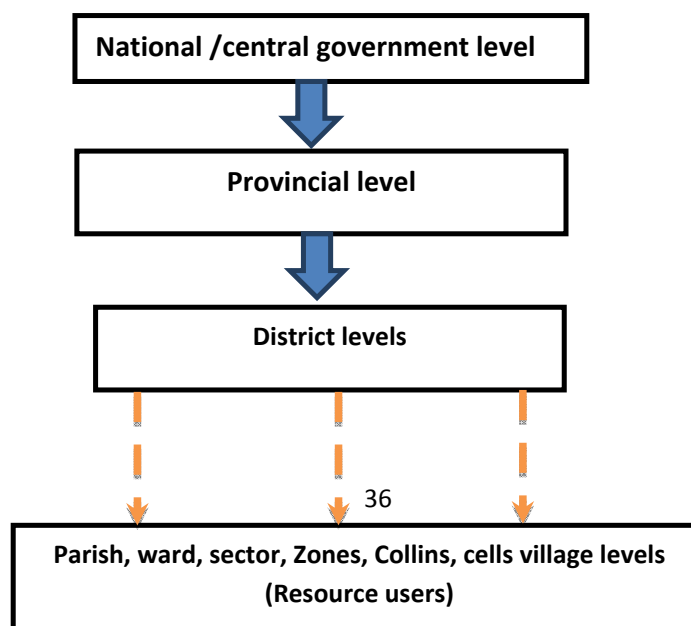 National /central government level
Provincial level
District levels
36
Parish, ward, sector, Zones, Collins, cells village levels
(Resource users)